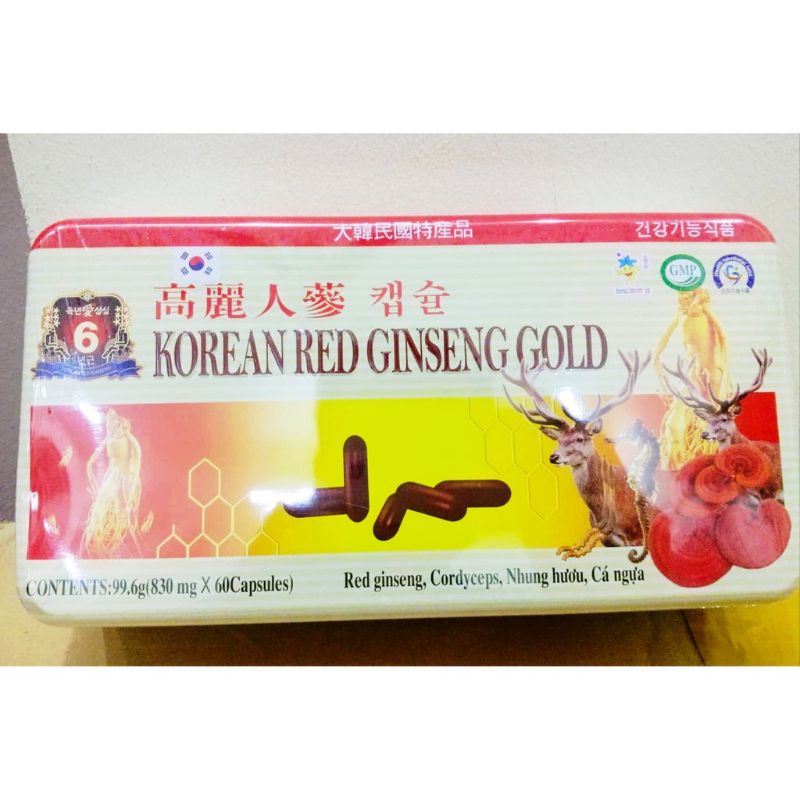 大韓民國特産品
건강기능식품
高麗人蔘 캡슐
GMP
6
년근
KOREAN RED GINSENG GOLD
CONTENTS:99.6g(830 mg X 60Capsules)
Red ginseng, Cordyceps, Nhung hươu, Cá ngựa